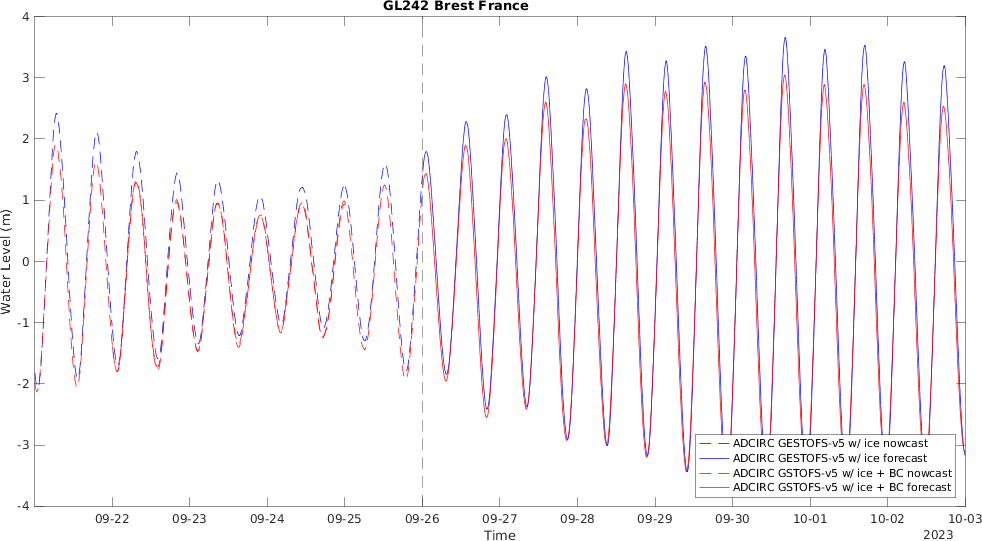 GL242 Brest France
4
3
2
1
0
-1
-2
-3
-4
Water Level (m)
ADCIRC GESTOFS-v5 w/ ice nowcast
ADCIRC GESTOFS-v5 w/ ice forecast
ADCIRC GSTOFS-v5 w/ ice + BC nowcast
ADCIRC GSTOFS-v5 w/ ice + BC forecast
09-22 09-23 09-24 09-25 09-26 09-27 09-28 09-29 09-30 10-01 10-02 10-03
Time
2023